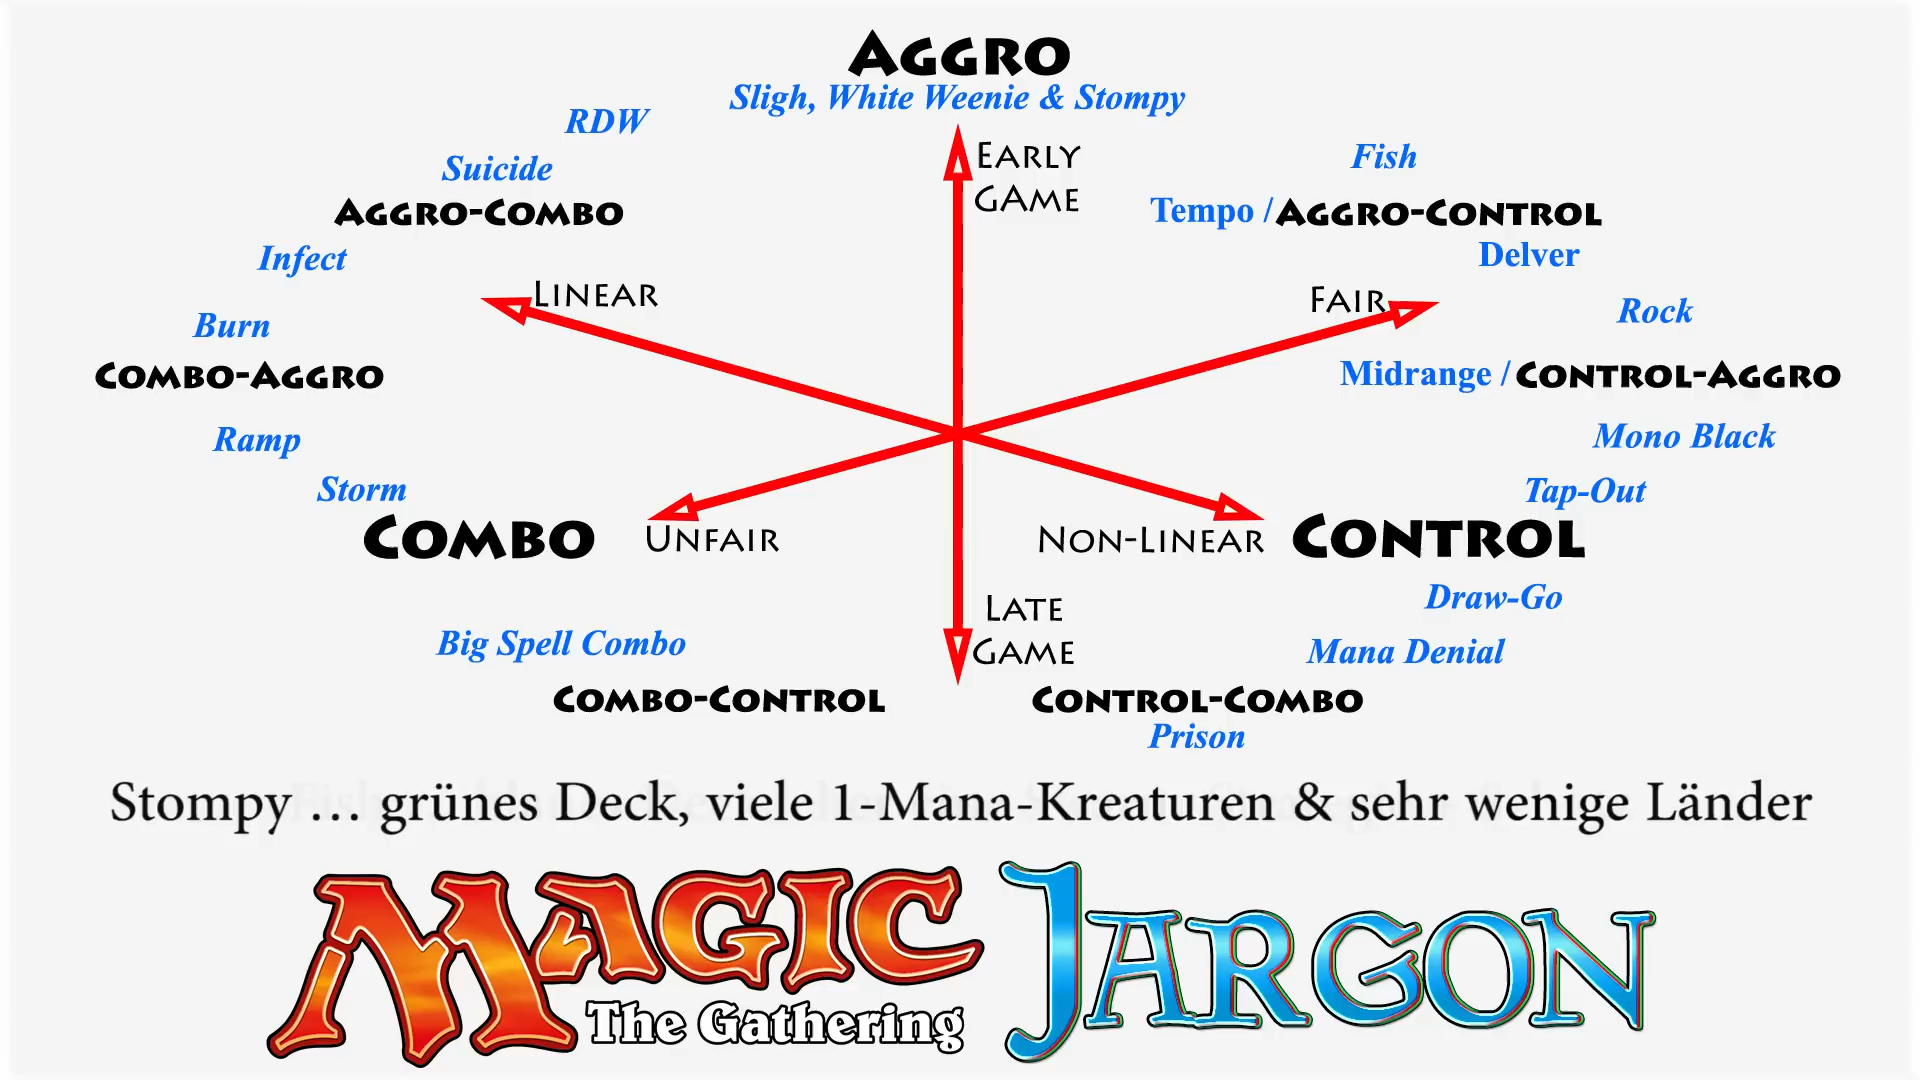 AGGRO
Sligh, White Weenie & Stompy
RDW
EARLY
GAME
Fish
Suicide
AGGRO-COMBO
Tempo / AGGRO-CONTROL
Infect
Delver
LINEAR
FAIR
Rock
Burn
COMBO-AGGRO
Midrange / CONTROL-AGGRO
Ramp
Mono Black
Storm
Tap-Out
COMBO
UNFAIR
NON-LINEAR
CONTROL
Draw-Go
LATE
GAME
Big Spell Combo
Mana Denial
COMBO-CONTROL
CONTROL-COMBO
Prison
Stompy … grünes Deck, viele 1-Mana-Kreaturen & sehr wenige Länder
MAGIC JARGON
The Gathering